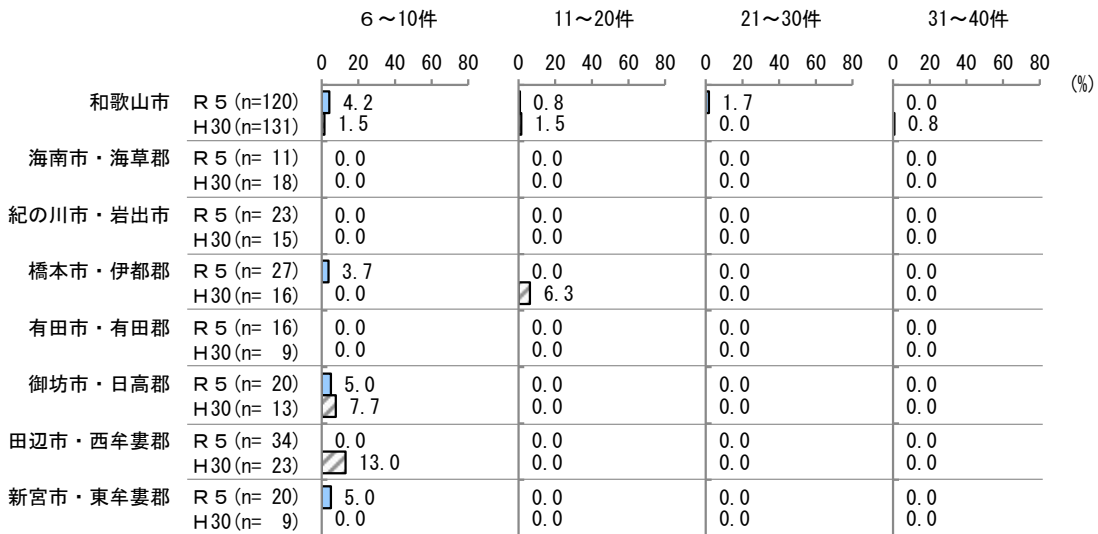 ６～10件 11～20件 21～30件 31～40件
0 20 40 60 80 0 20 40 60 80 0 20 40 60 80 0 20 40 60 80
(%)
和歌山市 Ｒ５(n=120) 4.2 0.8 1.7 0.0
Ｈ30(n=131) 1.5 1.5 0.0 0.8
海南市・海草郡 Ｒ５(n= 11) 0.0 0.0 0.0 0.0
Ｈ30(n= 18) 0.0 0.0 0.0 0.0
紀の川市・岩出市 Ｒ５(n= 23) 0.0 0.0 0.0 0.0
Ｈ30(n= 15) 0.0 0.0 0.0 0.0
橋本市・伊都郡 Ｒ５(n= 27) 3.7 0.0 0.0 0.0
Ｈ30(n= 16) 0.0 6.3 0.0 0.0
有田市・有田郡 Ｒ５(n= 16) 0.0 0.0 0.0 0.0
Ｈ30(n=  9) 0.0 0.0 0.0 0.0
御坊市・日高郡 Ｒ５(n= 20) 5.0 0.0 0.0 0.0
Ｈ30(n= 13) 7.7 0.0 0.0 0.0
田辺市・西牟婁郡 Ｒ５(n= 34) 0.0 0.0 0.0 0.0
Ｈ30(n= 23) 13.0 0.0 0.0 0.0
新宮市・東牟婁郡 Ｒ５(n= 20) 5.0 0.0 0.0 0.0
Ｈ30(n=  9) 0.0 0.0 0.0 0.0